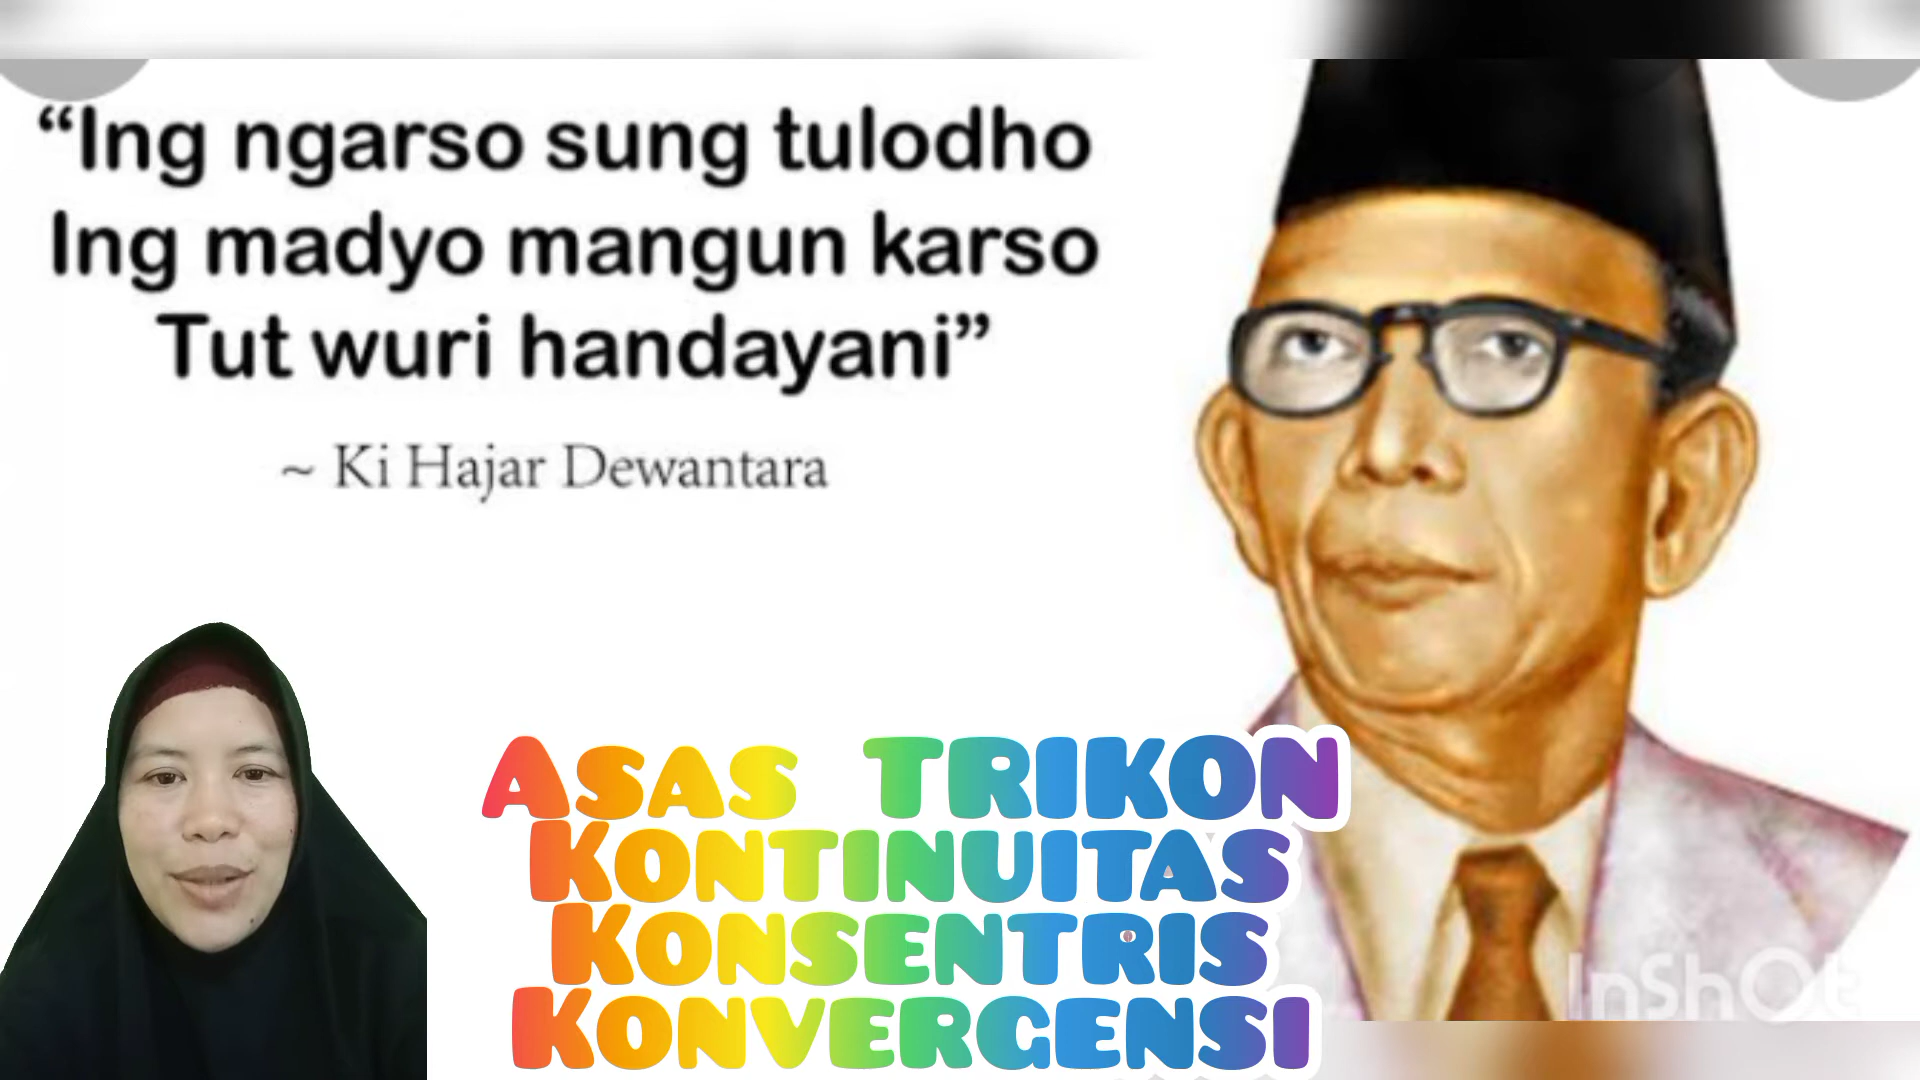 “Ing ngarso sung tulodho
Ing madyo mangun karso
Tut wuri handayani”
~ Ki Hajar Dewantara
ASAS TRIKON
KONTINUITAS
KONSENTRIS
KONVERGENSI
InShOt